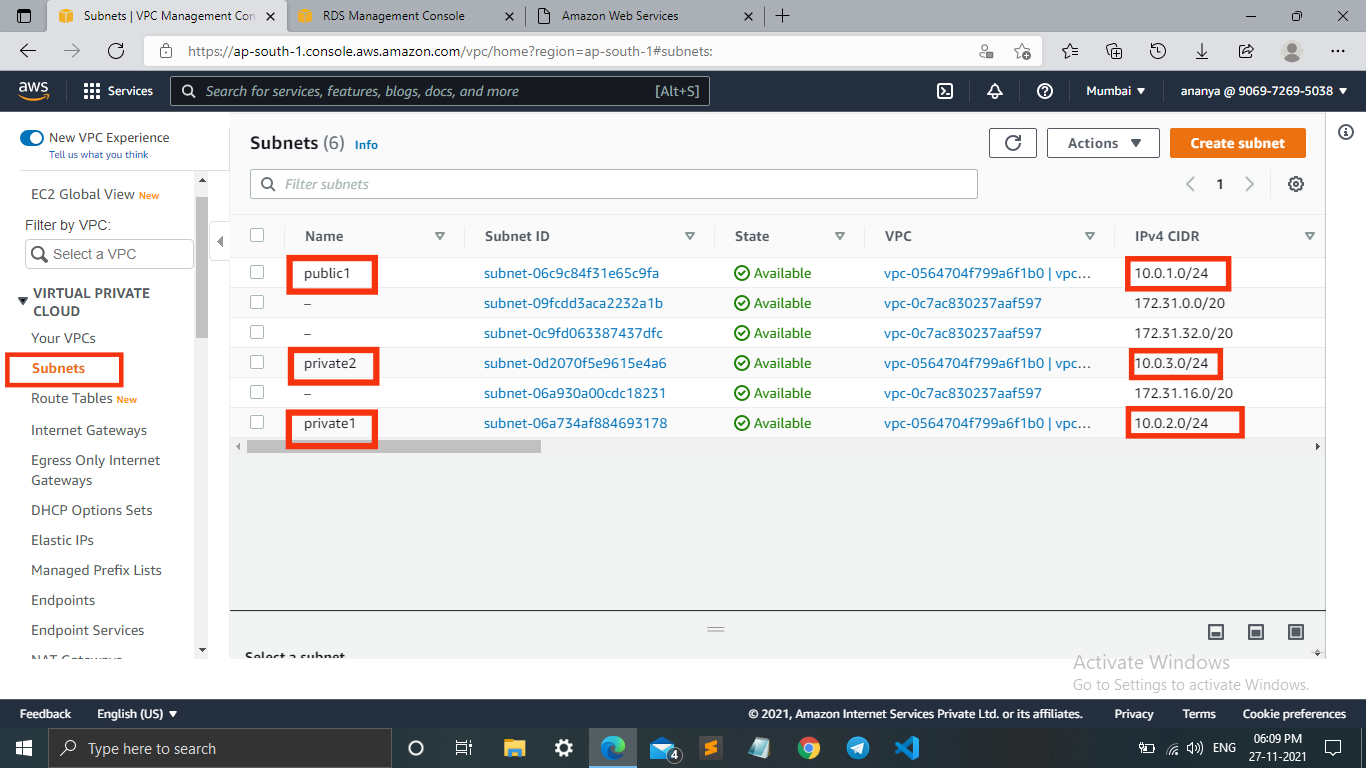 Subnets | VPC Management Con
RDS Management Console
Amazon Web Services
https://ap-south-1.console.aws.amazon.com/vpc/home?region=ap-south-1#subnets:
aws
Services
Search for services, features, blogs, docs, and more
[Alt+S]
Mumbai
ananya @ 9069-7269-5038
New VPC Experience
Tell us what you think
EC2 Global View New
Filter by VPC:
Select a VPC
VIRTUAL PRIVATE
CLOUD
Your VPCs
Subnets
Route Tables New
Internet Gateways
Egress Only Internet
Gateways
DHCP Options Sets
Elastic IPs
Managed Prefix Lists
Endpoints
Endpoint Services
NAT Gateways
Subnets (6) Info
Actions
Create subnet
Filter subnets
1
Name Subnet ID State VPC IPv4 CIDR
public1 subnet-06c9c84f31e65c9fa Available vpc-0564704f799a6f1b0 | vpc... 10.0.1.0/24
– subnet-09fcdd3aca2232a1b Available vpc-0c7ac830237aaf597 172.31.0.0/20
– subnet-0c9fd063387437dfc Available vpc-0c7ac830237aaf597 172.31.32.0/20
private2 subnet-0d2070f5e9615e4a6 Available vpc-0564704f799a6f1b0 | vpc... 10.0.3.0/24
– subnet-06a930a00cdc18231 Available vpc-0c7ac830237aaf597 172.31.16.0/20
private1 subnet-06a734af884693178 Available vpc-0564704f799a6f1b0 | vpc... 10.0.2.0/24
Select a subnet
Activate Windows
Go to Settings to activate Windows.
Feedback
English (US)
© 2021, Amazon Internet Services Private Ltd. or its affiliates.
Privacy
Terms
Cookie preferences
Type here to search
4
ENG
06:09 PM
27-11-2021